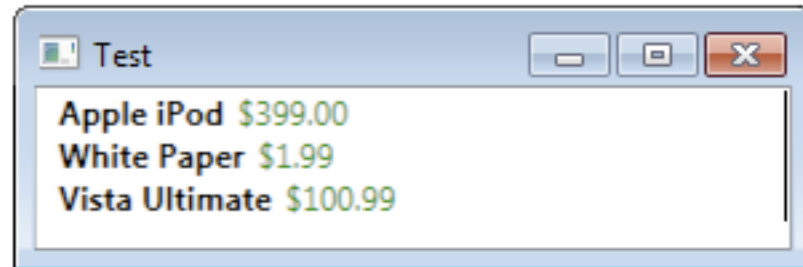 Test
Apple iPod $399.00
White Paper $1.99
Vista Ultimate $100.99